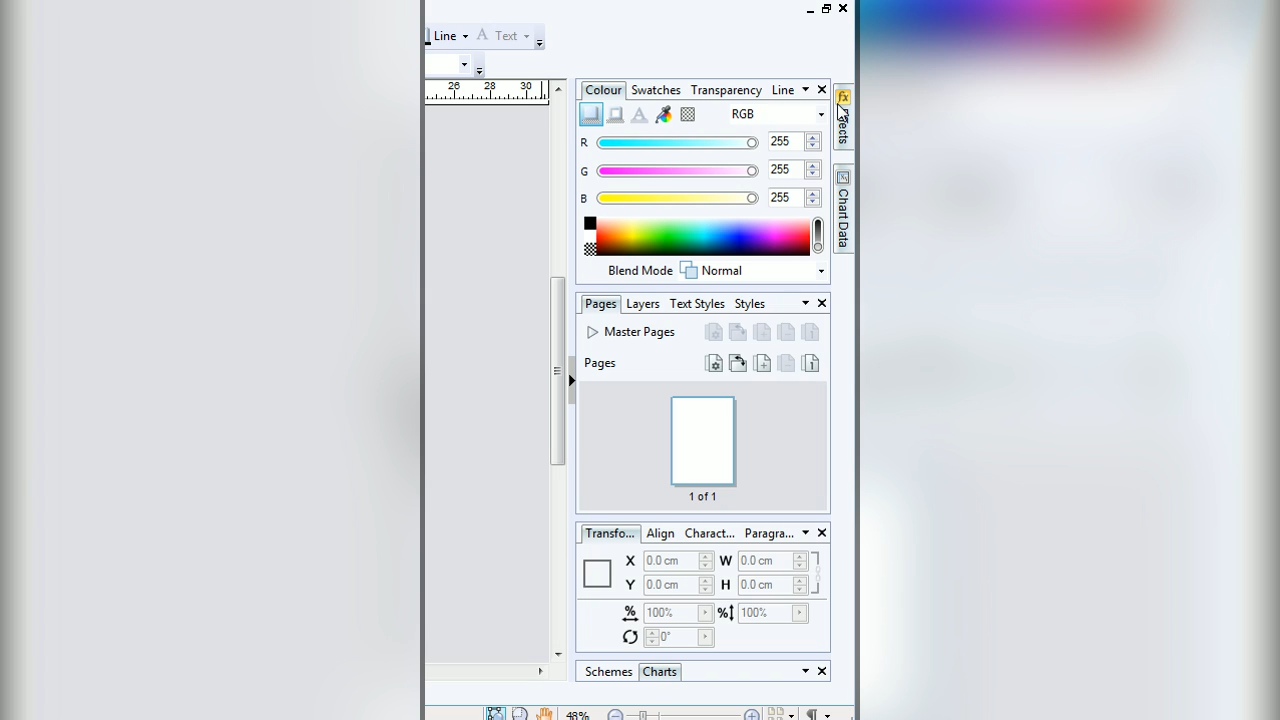 Line A Text
26 28 30
Colour Swatches Transparency Line
RGB
R 255
G 255
B 255
Blend Mode Normal
Pages Layers Text Styles Styles
Master Pages
Pages
1 of 1
Transfo... Align Charact... Paragra...
X 0.0 cm W 0.0 cm
Y 0.0 cm H 0.0 cm
% 100% % 100%
0°
Schemes Charts
48%
fx
Chart Data